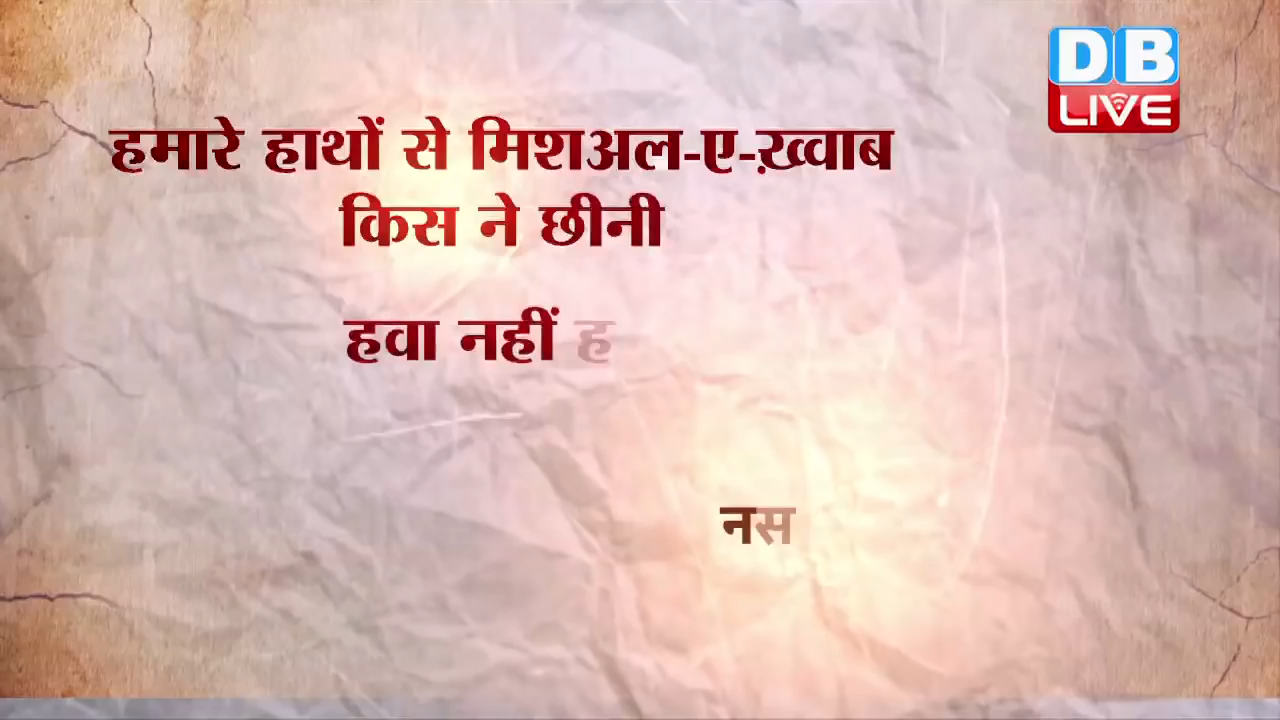 DB
LIVE
हमारे हाथों से मिशअल-ए-ख़्वाब
किस ने छीनी
हवा नहीं ह
नस